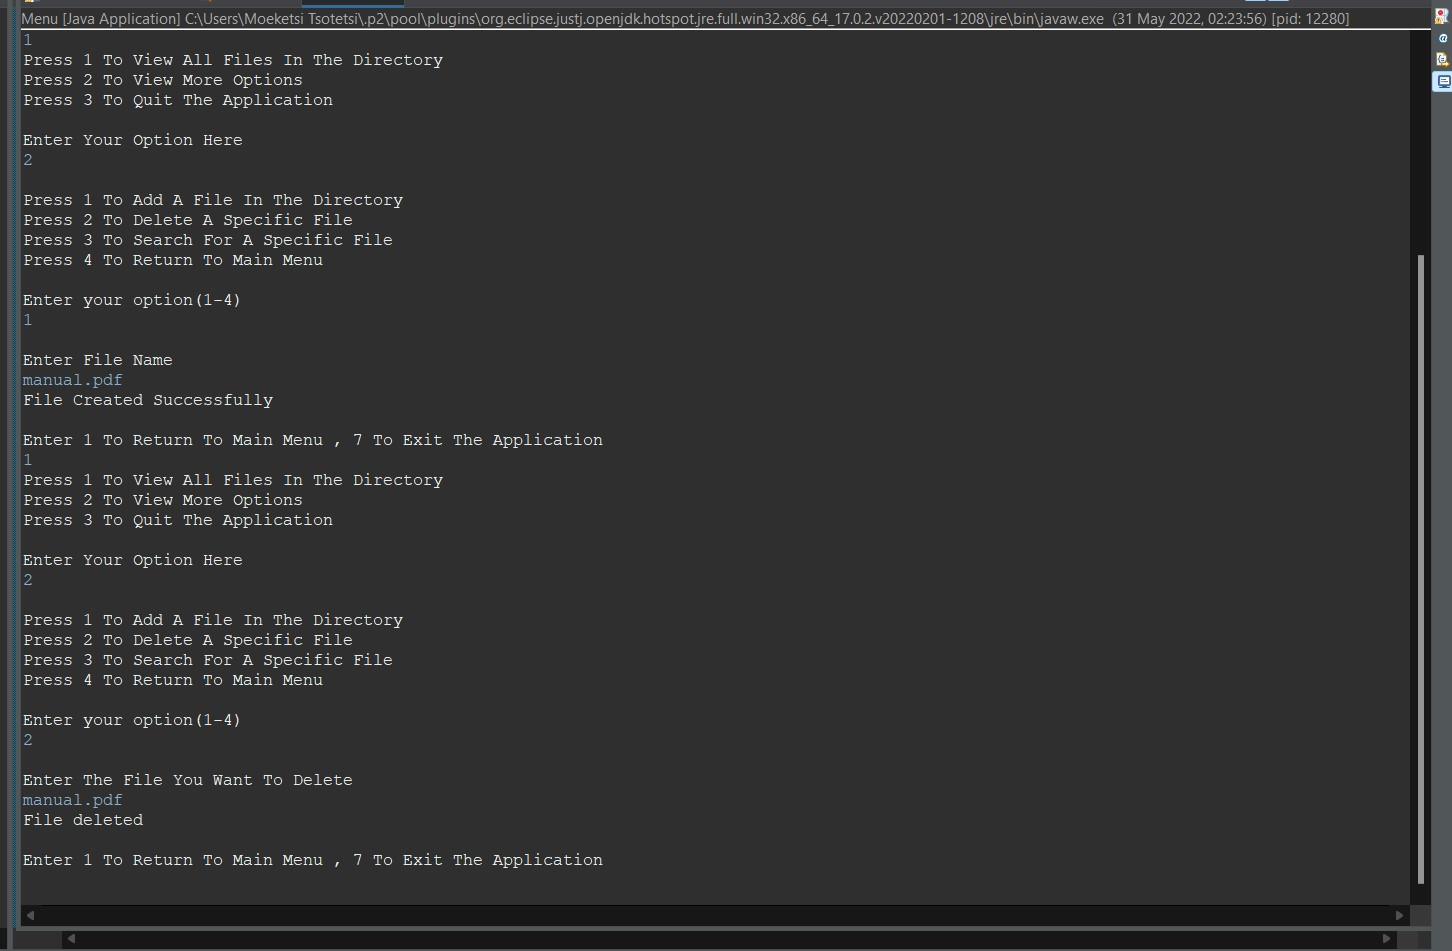 Menu [Java Application] C:\Users\Moeketsi Tsotetsi\.p2\pool\plugins\org.eclipse.justj.openjdk.hotspot.jre.full.win32.x86_64_17.0.2.v20220201-1208\jre\bin\javaw.exe (31 May 2022, 02:23:56) [pid: 12280]
1
Press 1 To View All Files In The Directory
Press 2 To View More Options
Press 3 To Quit The Application
Enter Your Option Here
2
Press 1 To Add A File In The Directory
Press 2 To Delete A Specific File
Press 3 To Search For A Specific File
Press 4 To Return To Main Menu
Enter your option(1-4)
1
Enter File Name
manual.pdf
File Created Successfully
Enter 1 To Return To Main Menu , 7 To Exit The Application
1
Press 1 To View All Files In The Directory
Press 2 To View More Options
Press 3 To Quit The Application
Enter Your Option Here
2
Press 1 To Add A File In The Directory
Press 2 To Delete A Specific File
Press 3 To Search For A Specific File
Press 4 To Return To Main Menu
Enter your option(1-4)
2
Enter The File You Want To Delete
manual.pdf
File deleted
Enter 1 To Return To Main Menu , 7 To Exit The Application